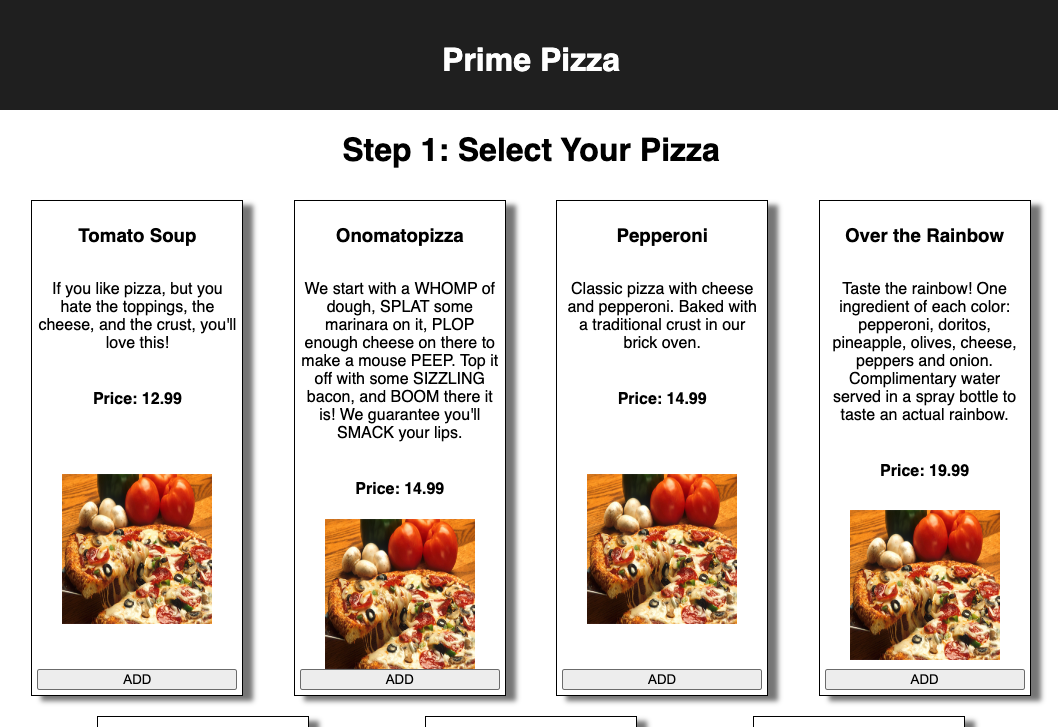 Prime Pizza
Step 1: Select Your Pizza
Tomato Soup
If you like pizza, but you
hate the toppings, the
cheese, and the crust, you'll
love this!
Price: 12.99
ADD
Onomatopizza
We start with a WHOMP of
dough, SPLAT some
marinara on it, PLOP
enough cheese on there to
make a mouse PEEP. Top it
off with some SIZZLING
bacon, and BOOM there it
is! We guarantee you'll
SMACK your lips.
Price: 14.99
ADD
Pepperoni
Classic pizza with cheese
and pepperoni. Baked with
a traditional crust in our
brick oven.
Price: 14.99
ADD
Over the Rainbow
Taste the rainbow! One
ingredient of each color:
pepperoni, doritos,
pineapple, olives, cheese,
peppers and onion.
Complimentary water
served in a spray bottle to
taste an actual rainbow.
Price: 19.99
ADD